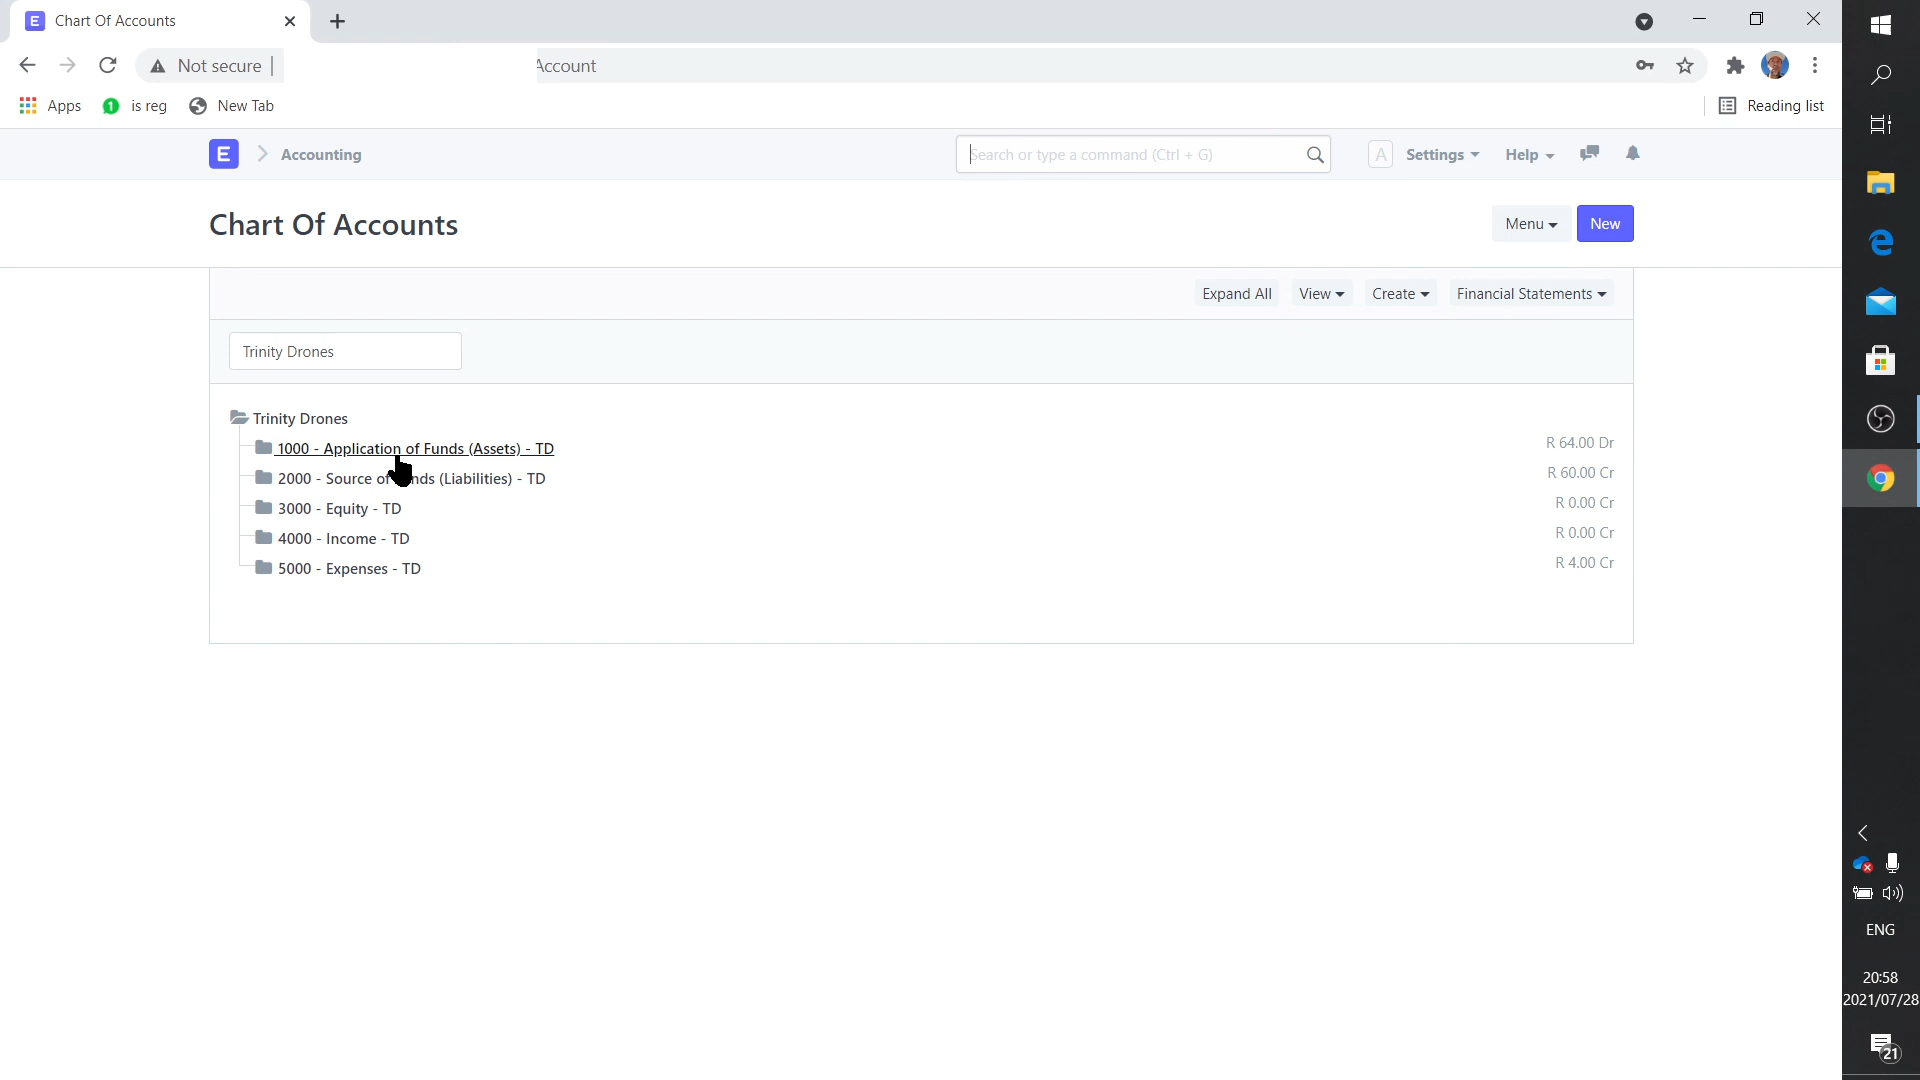 E Chart Of Accounts
Not secure Account
Apps
1 is reg
New Tab
Reading list
E Accounting
Search or type a command (Ctrl + G)
A
Settings
Help
Chart Of Accounts
Menu
New
Expand All
View
Create
Financial Statements
Trinity Drones
Trinity Drones
1000 - Application of Funds (Assets) - TD R 64.00 Dr
2000 - Source of nds (Liabilities) - TD R 60.00 Cr
3000 - Equity - TD R 0.00 Cr
4000 - Income - TD R 0.00 Cr
5000 - Expenses - TD R 4.00 Cr
ENG
20:58
2021/07/28
21